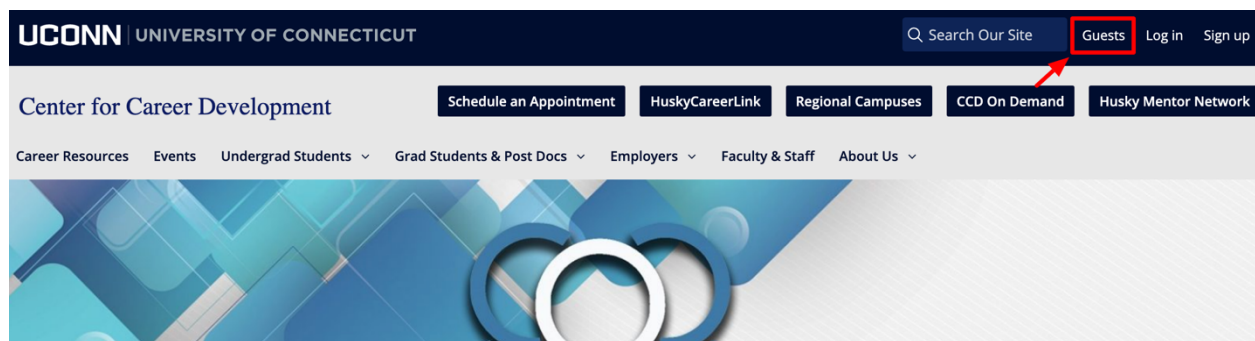 UCONN UNIVERSITY OF CONNECTICUT Search Our Site Guests Log in Sign up
Center for Career Development Schedule an Appointment HuskyCareerLink Regional Campuses CCD On Demand Husky Mentor Network
Career Resources Events Undergrad Students Grad Students & Post Docs Employers Faculty & Staff About Us